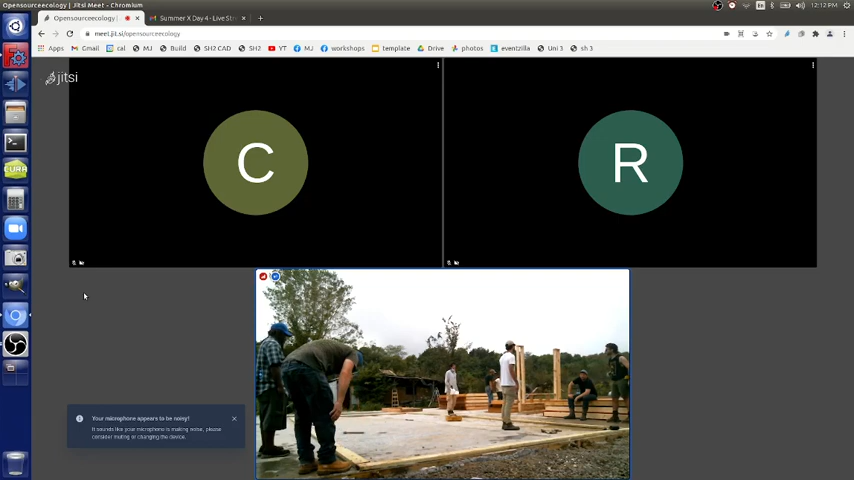 Opensourceecology | Jitsi Meet - Chromium
12:12 PM
Opensourceecology |
Summer X Day 4 - Live Str
meet.jit.si/opensourceecology
Apps Gmail cal MJ Build SH2 CAD SH2 YT MJ workshops template Drive photos eventzilla Uni 3 sh 3
jitsi
C
R
Your microphone appears to be noisy!
It sounds like your microphone is making noise, please
consider muting or changing the device.
CURA